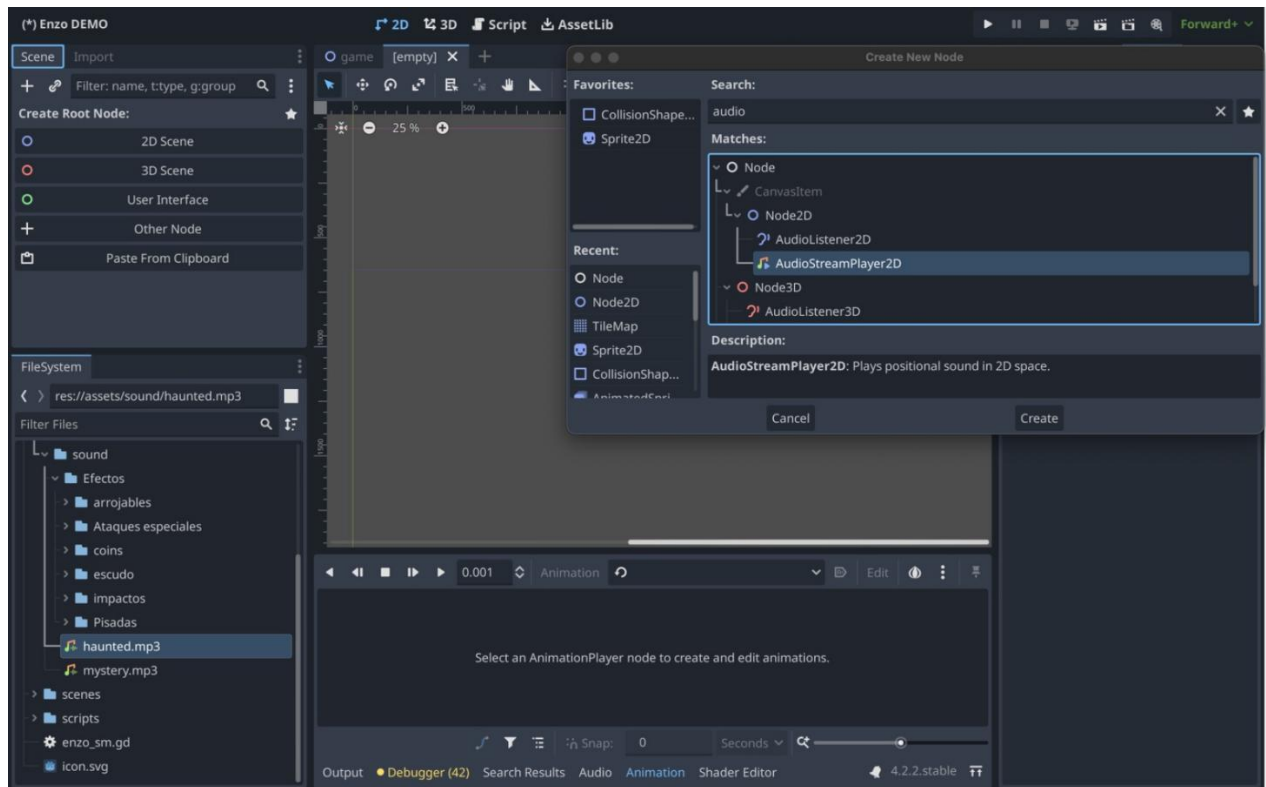 (*) Enzo DEMO
2D 3D Script AssetLib
Forward+
Scene Import
Filter: name, t:type, g:group
Create Root Node:
2D Scene
3D Scene
User Interface
Other Node
Paste From Clipboard
FileSystem
res://assets/sound/haunted.mp3
Filter Files
sound
Efectos
arrojables
Ataques especiales
coins
escudo
impactos
Pisadas
haunted.mp3
mystery.mp3
scenes
scripts
enzo_sm.gd
icon.svg
game [empty]
0 500
25 %
500
1000
1500
Create New Node
Favorites:
CollisionShape...
Sprite2D
Recent:
Node
Node2D
TileMap
Sprite2D
CollisionShap...
AnimatedSpri...
Search:
audio
Matches:
Node
CanvasItem
Node2D
AudioListener2D
AudioStreamPlayer2D
Node3D
AudioListener3D
Description:
AudioStreamPlayer2D: Plays positional sound in 2D space.
Cancel Create
0.001 Animation Edit
Select an AnimationPlayer node to create and edit animations.
Snap: 0 Seconds
Output Debugger (42) Search Results Audio Animation Shader Editor 4.2.2.stable